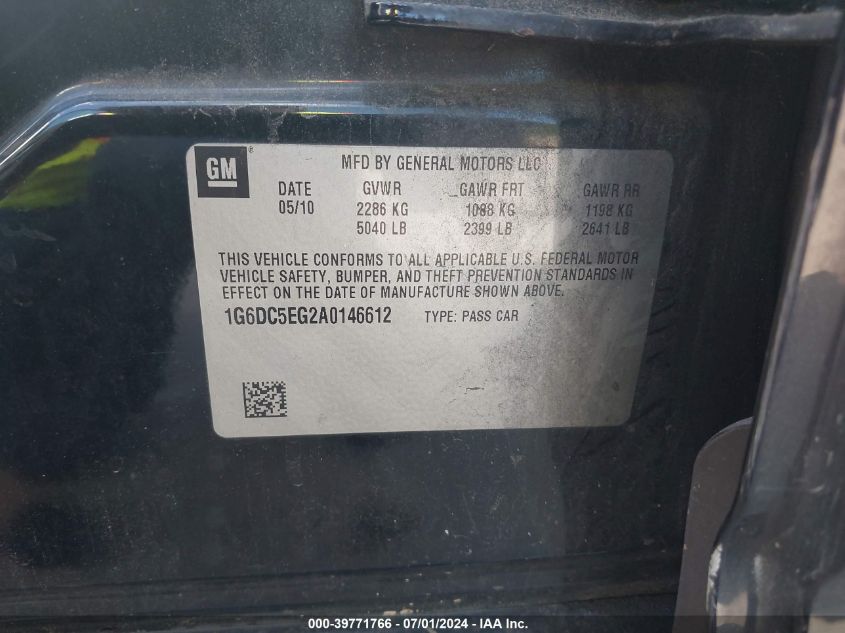 GM ® MFD BY GENERAL MOTORS LLC
DATE GVWR GAWR FRT GAWR RR
05/10 2286 KG 1088 KG 1198 KG
5040 LB 2399 LB 2641 LB
THIS VEHICLE CONFORMS TO ALL APPLICABLE U.S. FEDERAL MOTOR
VEHICLE SAFETY, BUMPER, AND THEFT PREVENTION STANDARDS IN
EFFECT ON THE DATE OF MANUFACTURE SHOWN ABOVE.
1G6DC5EG2A0146612 TYPE: PASS CAR
000-39771766 - 07/01/2024 - IAA Inc.